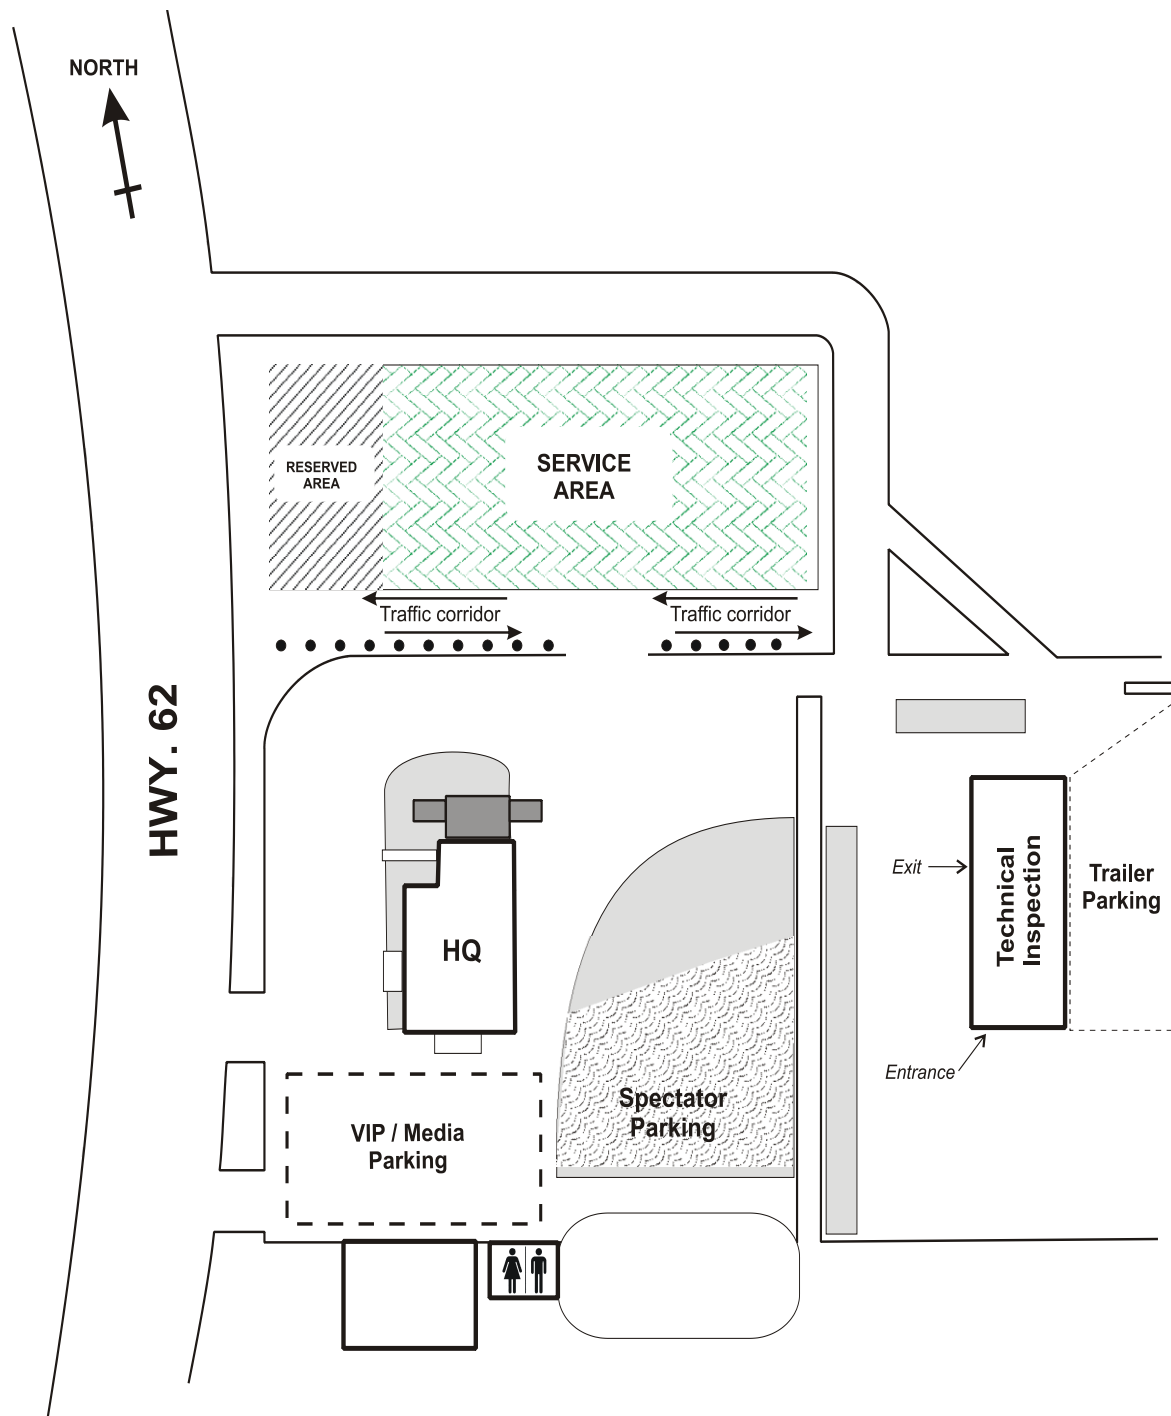 NORTH
RESERVED
AREA
SERVICE
AREA
Traffic corridor
Traffic corridor
HWY. 62
HQ
Exit
Technical
Inspection
Trailer
Parking
Entrance
Spectator
Parking
VIP / Media
Parking